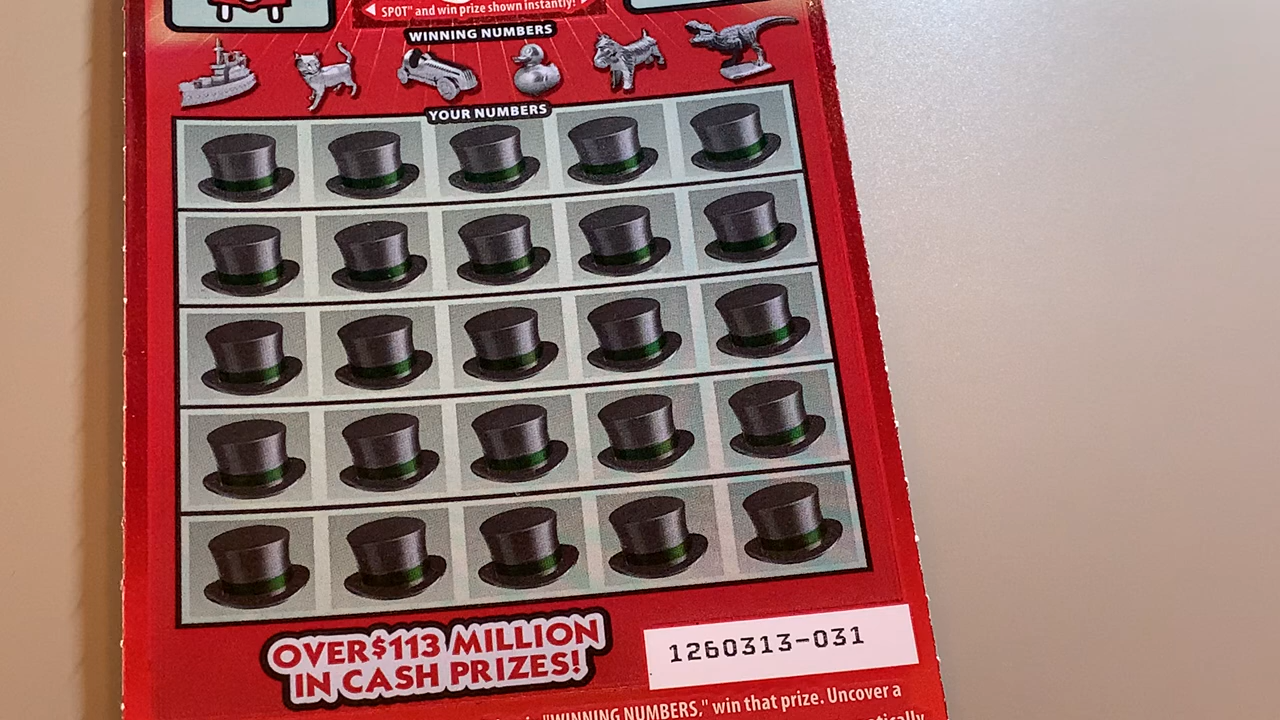 SPOT" and win prize shown instantly!
WINNING NUMBERS
YOUR NUMBERS
OVER $113 MILLION
IN CASH PRIZES!
1260313-031
"WINNING NUMBERS," win that prize. Uncover a